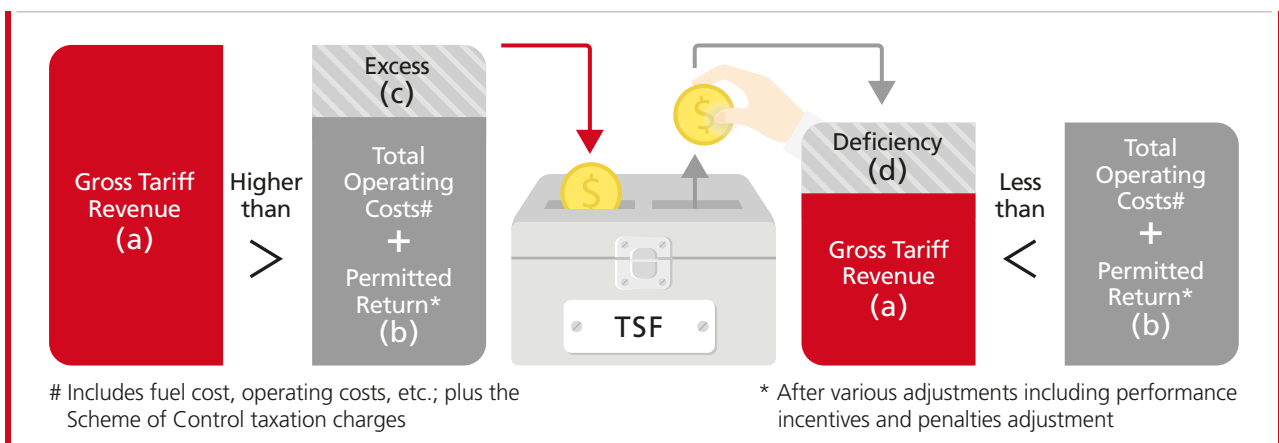 Gross Tariff
Revenue
(a)
Higher
than
>
Excess
(c)
Total
Operating
Costs#
+
Permitted
Return*
(b)
$
$
TSF
Deficiency
(d)
Gross Tariff
Revenue
(a)
Less
than
<
Total
Operating
Costs#
+
Permitted
Return*
(b)
# Includes fuel cost, operating costs, etc.; plus the
Scheme of Control taxation charges
* After various adjustments including performance
incentives and penalties adjustment